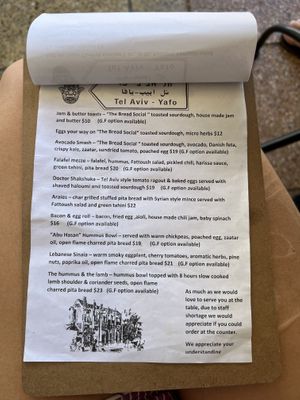 تل ابيب - يافا
Tel Aviv - Yafo
Jam & butter toasts – "The Bread Social" toasted sourdough, house made jam
and butter $10 (G.F option available)
Eggs your way on "The Bread Social" toasted sourdough, micro herbs $12
Avocado Smash – "The Bread Social" toasted sourdough, avocado, Danish feta,
crispy kale, zaatar, sundried tomato, poached egg $19 (G.F option available)
Falafel mezze – falafel, hummus, Fattoush salad, pickled chili, harissa sauce,
green tehini, pita bread $20 (G.F option available)
Doctor Shakshuka – Tel Aviv style tomato ragout & baked eggs served with
shaved haloumi and toasted sourdough $19 (G.F option available)
Araies – char grilled stuffed pita bread with Syrian style mince served with
Fattoush salad and green tehini $22
Bacon & egg roll – bacon, fried egg, aioli, house made chili jam, baby spinach
$16 (G.F option available)
"Abu Hasan" Hummus Bowl – served with warm chickpeas, poached egg, zaatar
oil, open flame charred pita bread $19, (G.F option available)
Lebanese Sinaia – warm smoky eggplant, cherry tomatoes, aromatic herbs, pine
nuts, paprika oil, open flame charred pita bread $21 (G.F option available)
The hummus & the lamb – hummus bowl topped with 8 hours slow cooked
lamb shoulder & coriander seeds, open flame
charred pita bread $23 (G.F option available)
As much as we would
love to serve you at the
table, due to staff
shortage we would
appreciate if you could
order at the counter.
We appreciate your
understanding